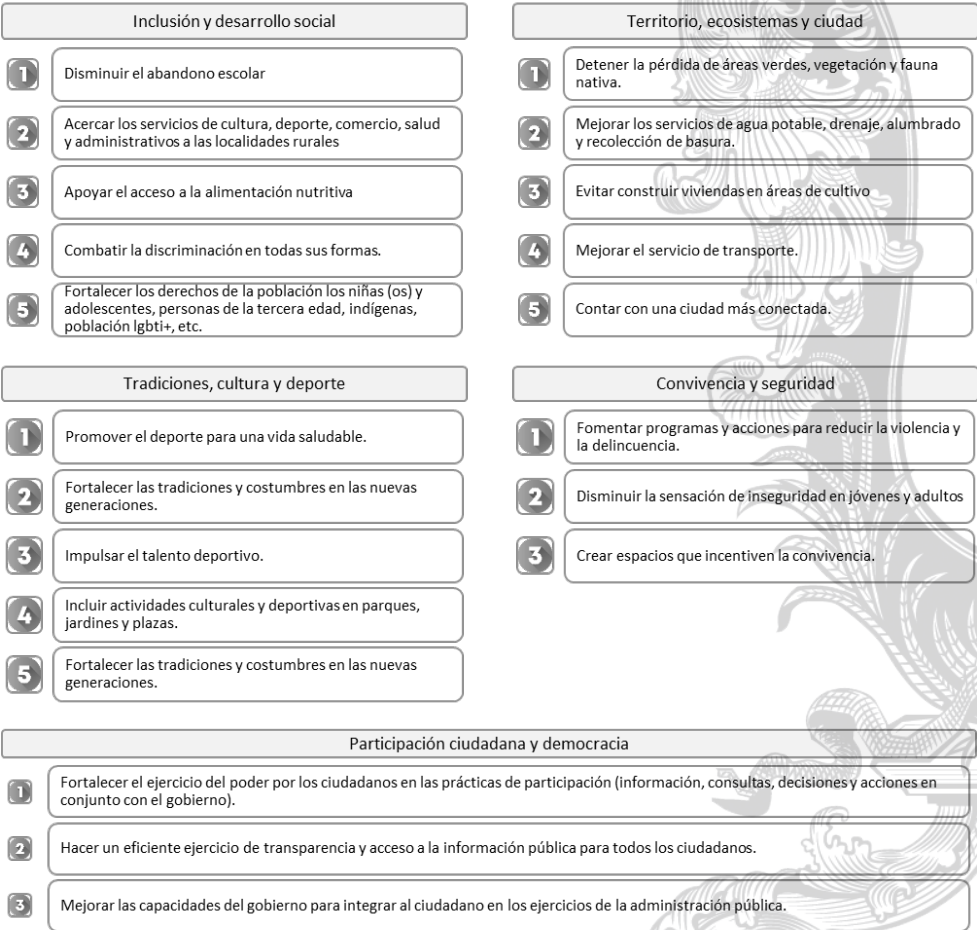 Inclusión y desarrollo social
1
Disminuir el abandono escolar
2
Acercar los servicios de cultura, deporte, comercio, salud
y administrativos a las localidades rurales
3
Apoyar el acceso a la alimentación nutritiva
4
Combatir la discriminación en todas sus formas.
5
Fortalecer los derechos de la población los niñas (os) y
adolescentes, personas de la tercera edad, indígenas,
población lgbti+, etc.
Territorio, ecosistemas y ciudad
1
Detener la pérdida de áreas verdes, vegetación y fauna
nativa.
2
Mejorar los servicios de agua potable, drenaje, alumbrado
y recolección de basura.
3
Evitar construir viviendas en áreas de cultivo
4
Mejorar el servicio de transporte.
5
Contar con una ciudad más conectada.
Tradiciones, cultura y deporte
1
Promover el deporte para una vida saludable.
2
Fortalecer las tradiciones y costumbres en las nuevas
generaciones.
3
Impulsar el talento deportivo.
4
Incluir actividades culturales y deportivas en parques,
jardines y plazas.
5
Fortalecer las tradiciones y costumbres en las nuevas
generaciones.
Convivencia y seguridad
1
Fomentar programas y acciones para reducir la violencia y
la delincuencia.
2
Disminuir la sensación de inseguridad en jóvenes y adultos
3
Crear espacios que incentiven la convivencia.
Participación ciudadana y democracia
1
Fortalecer el ejercicio del poder por los ciudadanos en las prácticas de participación (información, consultas, decisiones y acciones en
conjunto con el gobierno).
2
Hacer un eficiente ejercicio de transparencia y acceso a la información pública para todos los ciudadanos.
3
Mejorar las capacidades del gobierno para integrar al ciudadano en los ejercicios de la administración pública.